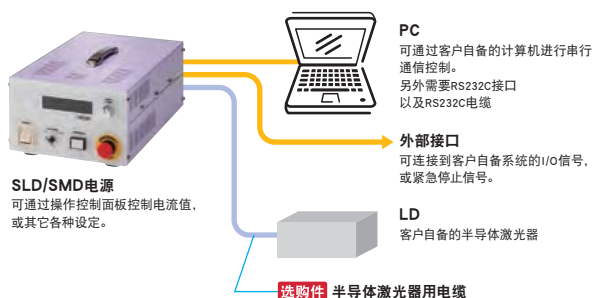 PC
可通过客户自备的计算机进行串行
通信控制。
另外需要RS232C接口
以及RS232C电缆
外部接口
可连接到客户自备系统的I/O信号，
或紧急停止信号。
SLD/SMD电源
可通过操作控制面板控制电流值，
或其它各种设定。
LD
客户自备的半导体激光器
选购件 半导体激光器用电缆